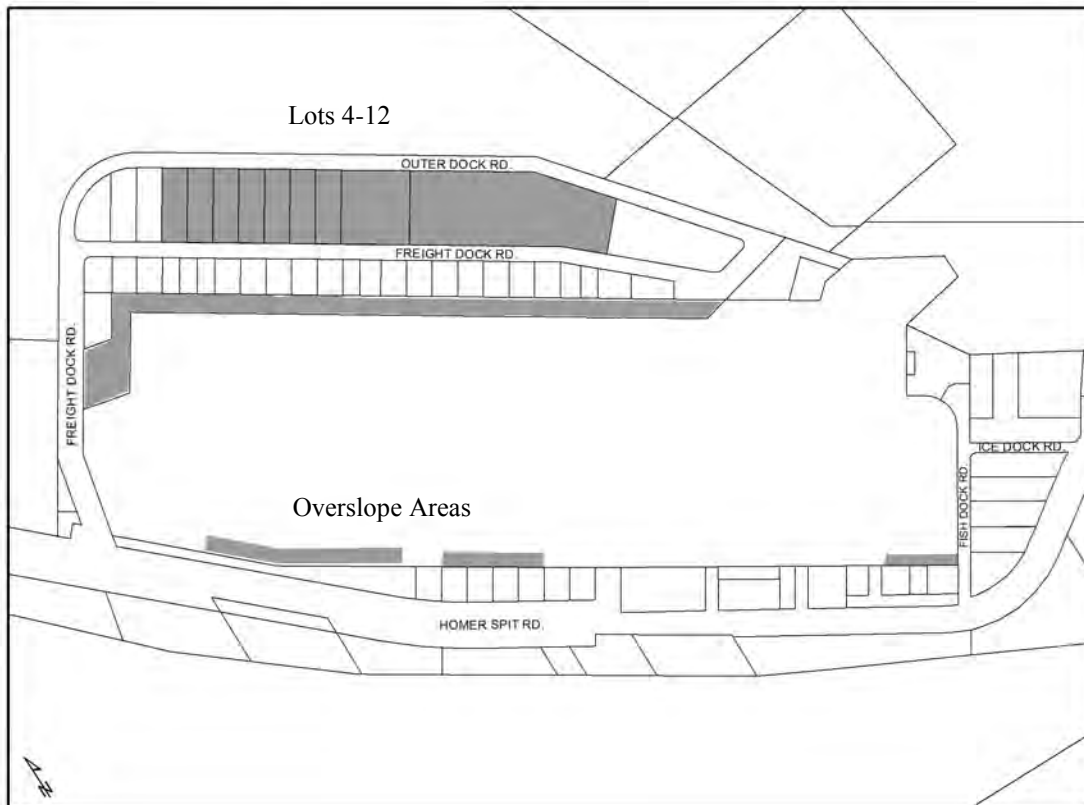 Lots 4-12
OUTER DOCK RD.
FREIGHT DOCK RD.
FREIGHT DOCK RD.
ICE DOCK RD.
FISH DOCK RD.
Overslope Areas
HOMER SPIT RD.
N